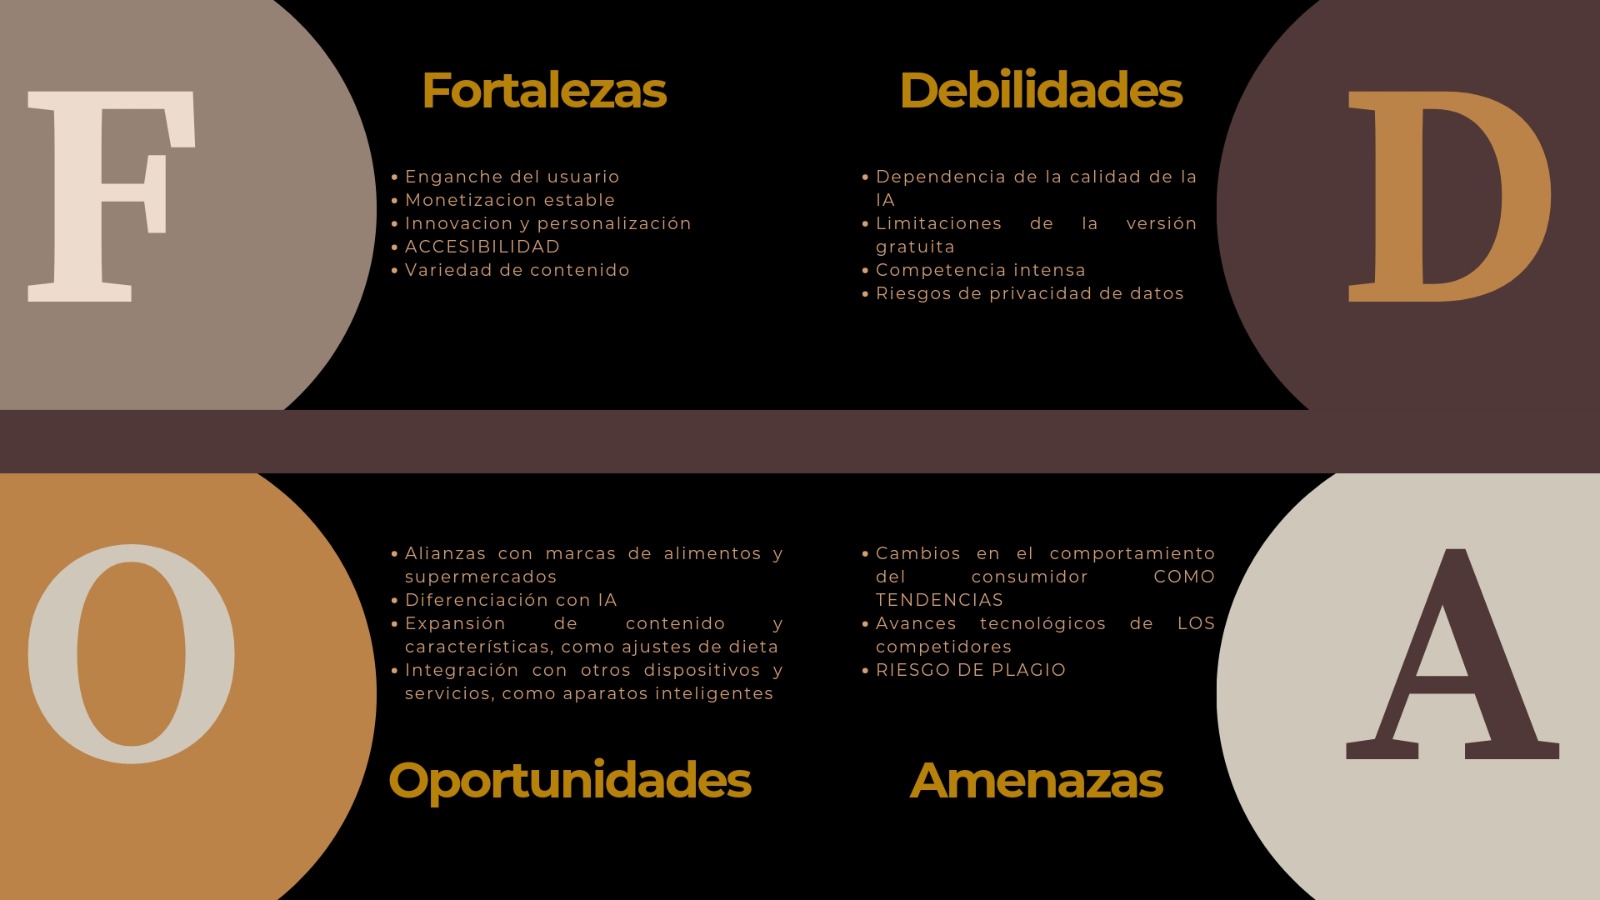 F
Fortalezas
• Enganche del usuario
• Monetizacion estable
• Innovacion y personalización
• ACCESIBILIDAD
• Variedad de contenido
Debilidades
• Dependencia de la calidad de la
IA
• Limitaciones de la versión
gratuita
• Competencia intensa
• Riesgos de privacidad de datos
D
O
• Alianzas con marcas de alimentos y
supermercados
• Diferenciación con IA
• Expansión de contenido y
características, como ajustes de dieta
• Integración con otros dispositivos y
servicios, como aparatos inteligentes
Oportunidades
• Cambios en el comportamiento
del consumidor COMO
TENDENCIAS
• Avances tecnológicos de LOS
competidores
• RIESGO DE PLAGIO
Amenazas
A